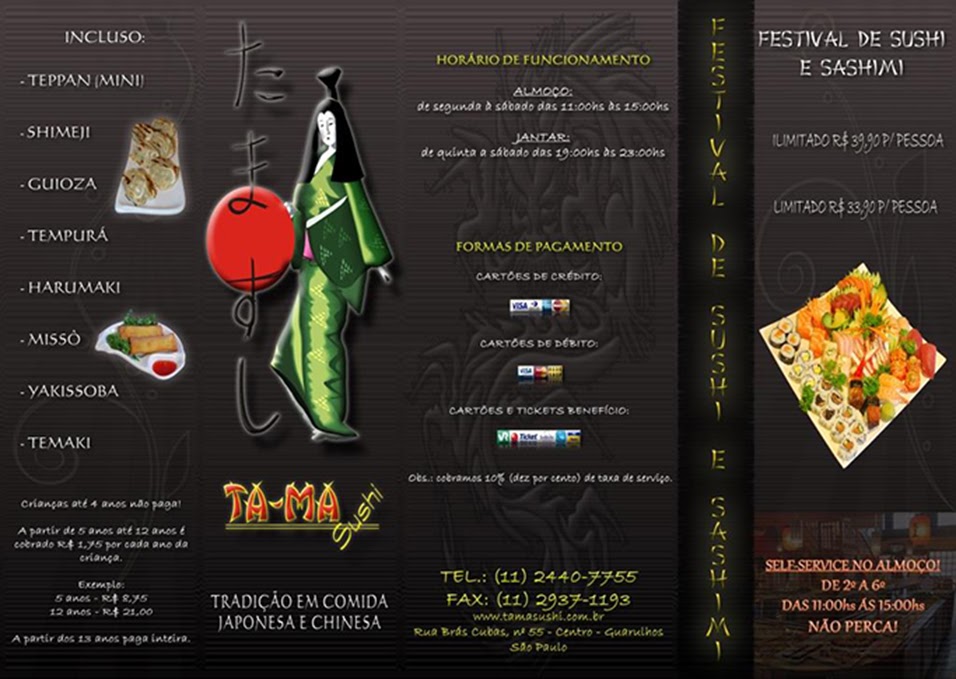 INCLUSO:
- TEPPAN (MINI)
- SHIMEJI
- GUIOZA
- TEMPURÁ
- HARUMAKI
- MISSÔ
- YAKISSOBA
- TEMAKI
Crianças até 4 anos não paga!
A partir de 5 anos até 12 anos é
cobrado R$ 1,75 por cada ano da
criança.
Exemplo:
5 anos - R$ 8,75
12 anos - R$ 21,00
A partir dos 13 anos paga inteira.
たますし
TA-MA
Sushi
TRADIÇÃO EM COMIDA
JAPONESA E CHINESA
HORÁRIO DE FUNCIONAMENTO
ALMOÇO:
de segunda à sábado das 11:00hs às 15:00hs
JANTAR:
de quinta a sábado das 19:00hs às 23:00hs
FORMAS DE PAGAMENTO
CARTÕES DE CRÉDITO:
VISA
CARTÕES DE DÉBITO:
VISA
CARTÕES E TICKETS BENEFÍCIO:
VR Ticket
Obs.: cobramos 10% (dez por cento) de taxa de serviço.
TEL.: (11) 2440-7755
FAX: (11) 2937-1193
www.tamasushi.com.br
Rua Brás Cubas, nº 55 - Centro - Guarulhos
São Paulo
FESTIVAL DE SUSHI E SASHIMI
FESTIVAL DE SUSHI
E SASHIMI
ILIMITADO R$ 39,90 P/ PESSOA
LIMITADO R$ 33,90 P/ PESSOA
SELF-SERVICE NO ALMOÇO!
DE 2ª A 6ª
DAS 11:00hs ÁS 15:00hs
NÃO PERCA!